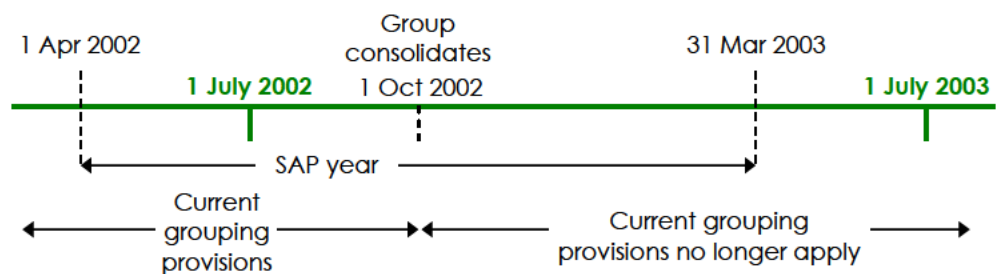 Group
consolidates
1 Apr 2002
31 Mar 2003
1 July 2002
1 Oct 2002
1 July 2003
SAP year
Current
grouping
provisions
Current grouping
provisions no longer apply